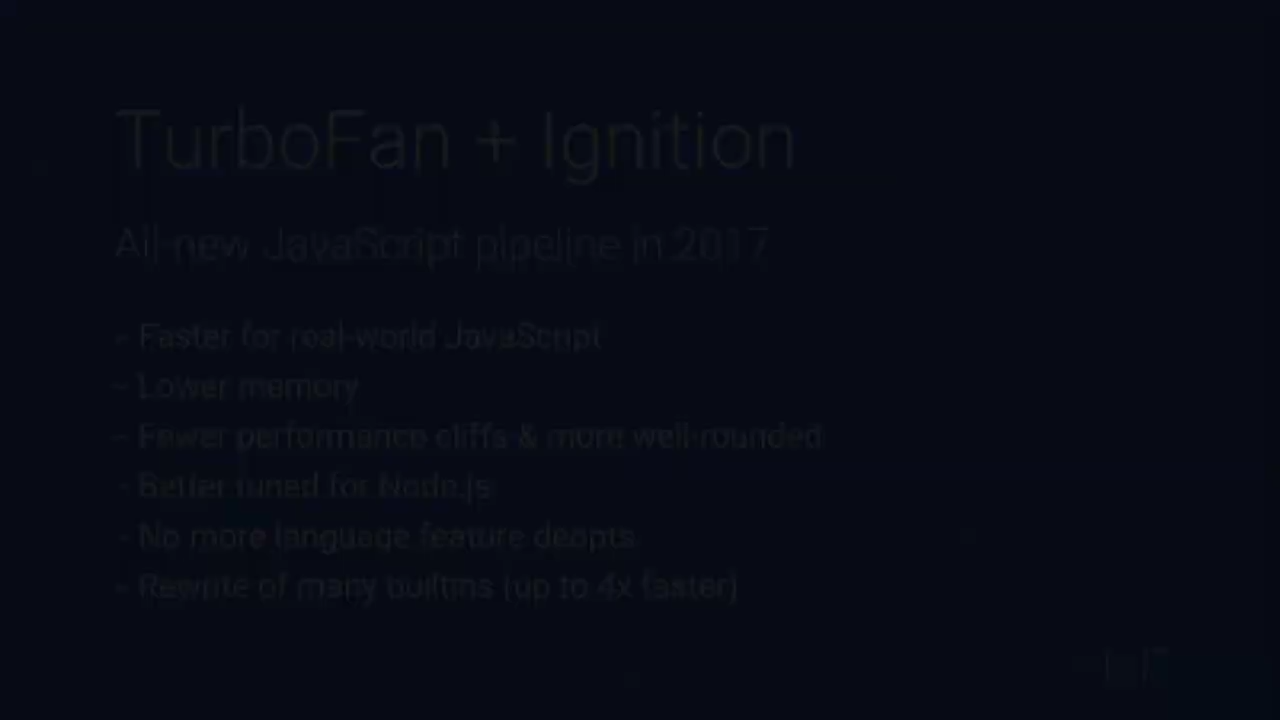 TurboFan + Ignition
All-new JavaScript pipeline in 2017
- Faster for real-world JavaScript
- Lower memory
- Fewer performance cliffs & more well-rounded
- Better tuned for Node.js
- No more language feature deopts
- Rewrite of many builtins (up to 4x faster)